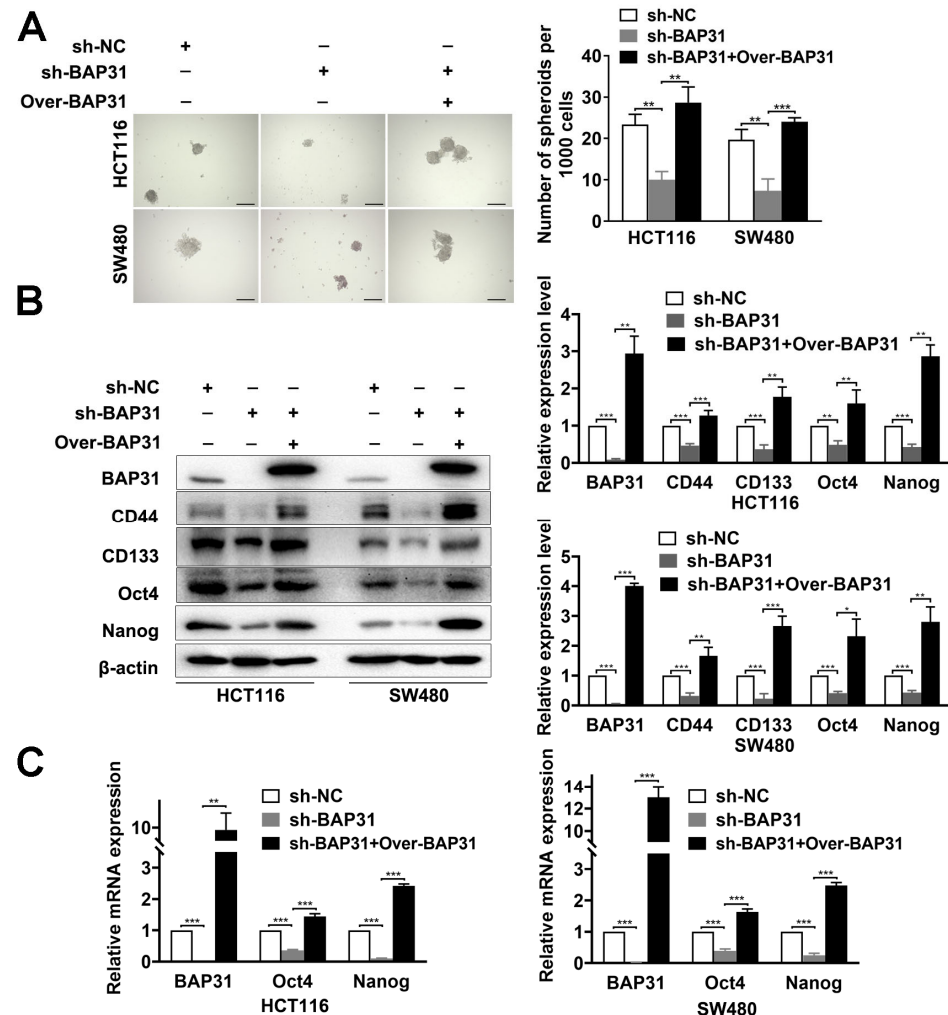 A
sh-NC + – –
sh-BAP31 – + +
Over-BAP31 – – +
HCT116
SW480
sh-NC
sh-BAP31
sh-BAP31+Over-BAP31
Number of spheroids per
1000 cells
40
30
20
10
0
** ** ** ***
HCT116 SW480
B
sh-NC + – – + – –
sh-BAP31 – + + – + +
Over-BAP31 – – + – – +
BAP31
CD44
CD133
Oct4
Nanog
β-actin
HCT116 SW480
sh-NC
sh-BAP31
sh-BAP31+Over-BAP31
Relative expression level
4
3
2
1
0
*** ** *** *** *** ** ** ** *** **
BAP31 CD44 CD133 Oct4 Nanog
HCT116
sh-NC
sh-BAP31
sh-BAP31+Over-BAP31
Relative expression level
5
4
3
2
1
0
*** *** *** ** *** *** *** * *** **
BAP31 CD44 CD133 Oct4 Nanog
SW480
C
sh-NC
sh-BAP31
sh-BAP31+Over-BAP31
Relative mRNA expression
10
3
2
1
0
*** ** *** *** *** ***
BAP31 Oct4 Nanog
HCT116
sh-NC
sh-BAP31
sh-BAP31+Over-BAP31
Relative mRNA expression
14
12
10
3
2
1
0
*** *** *** *** *** ***
BAP31 Oct4 Nanog
SW480